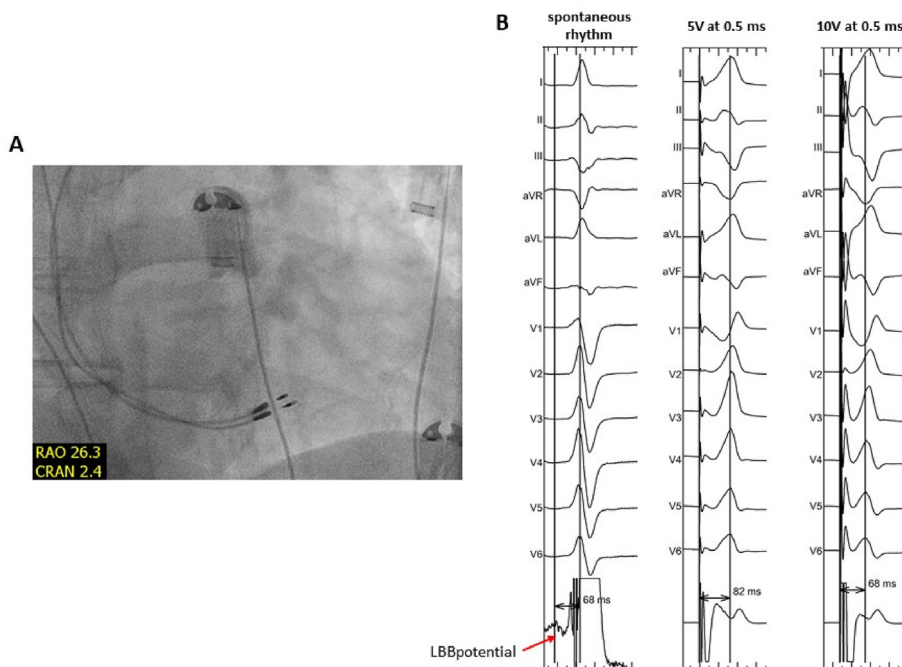 A
RAO 26.3
CRAN 2.4
B
spontaneous
rhythm
I
II
III
aVR
aVL
aVF
V1
V2
V3
V4
V5
V6
68 ms
LBBpotential
5V at 0.5 ms
I
II
III
aVR
aVL
aVF
V1
V2
V3
V4
V5
V6
82 ms
10V at 0.5 ms
I
II
III
aVR
aVL
aVF
V1
V2
V3
V4
V5
V6
68 ms